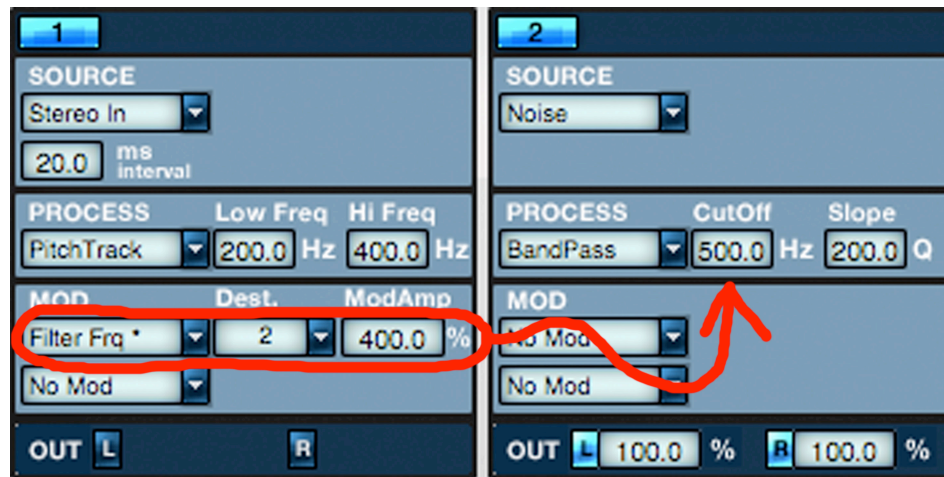 1
SOURCE
Stereo In
20.0 ms interval
PROCESS Low Freq Hi Freq
PitchTrack 200.0 Hz 400.0 Hz
MOD Dest. ModAmp
Filter Frq * 2 400.0 %
No Mod
OUT L R
2
SOURCE
Noise
PROCESS CutOff Slope
BandPass 500.0 Hz 200.0 Q
MOD
No Mod
No Mod
OUT L 100.0 % R 100.0 %